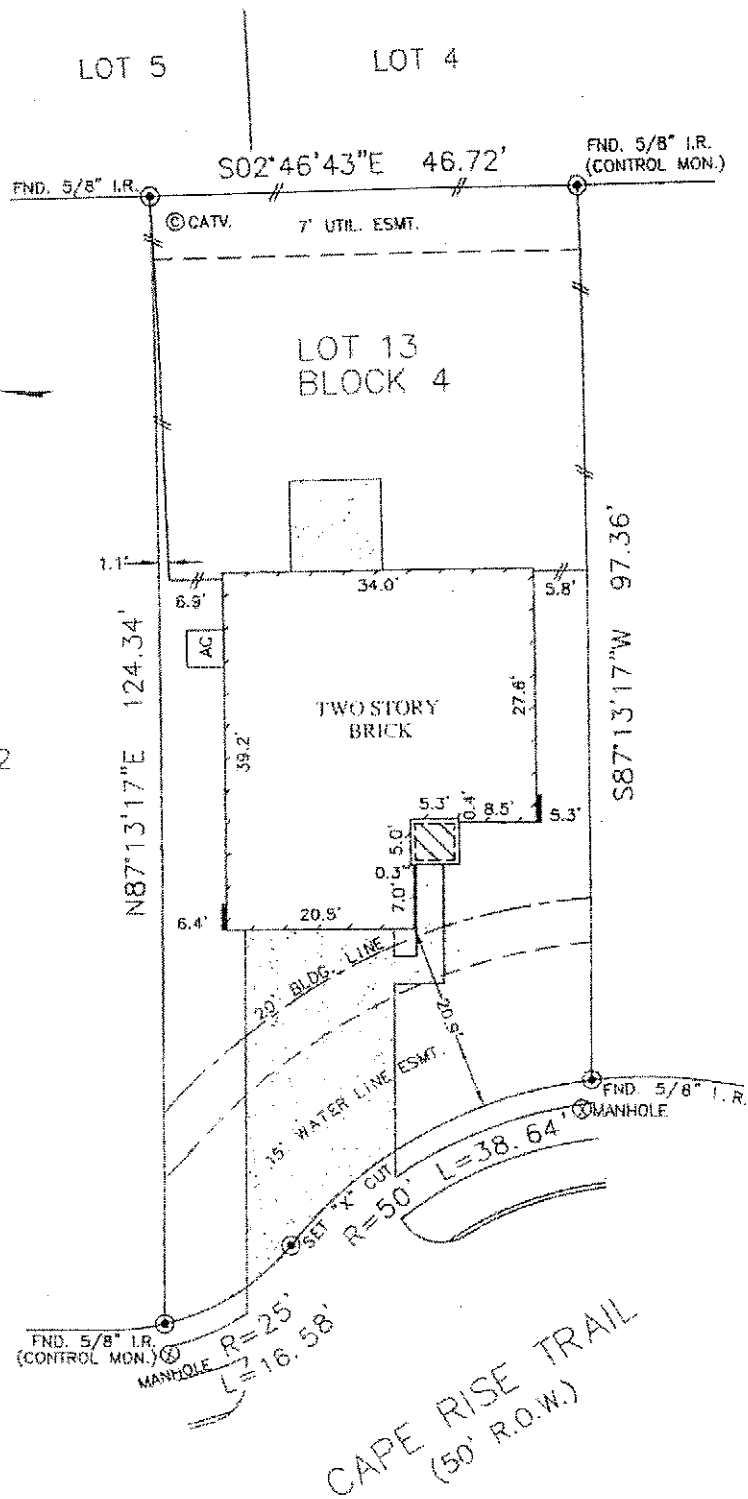 LOT 5
LOT 4
S02°46'43"E 46.72'
FND. 5/8" I.R.
FND. 5/8" I.R.
(CONTROL MON.)
© CATV.
7' UTIL. ESMT.
LOT 13
BLOCK 4
1.1'
6.9'
34.0'
5.8'
AC
N87°13'17"E 124.34'
S87°13'17"W 97.36'
TWO STORY
BRICK
39.2'
27.6'
2
5.3'
0.4'
8.5'
5.3'
5.0'
0.3'
7.0'
6.4'
20.5'
20' BLDG. LINE
20.9'
15' WATER LINE ESMT.
FND. 5/8" I.R.
MANHOLE
SET "X" CUT
R=50' L=38.64'
FND. 5/8" I.R.
(CONTROL MON.)
MANHOLE
R=25'
L=16.58'
CAPE RISE TRAIL
(50' R.O.W.)